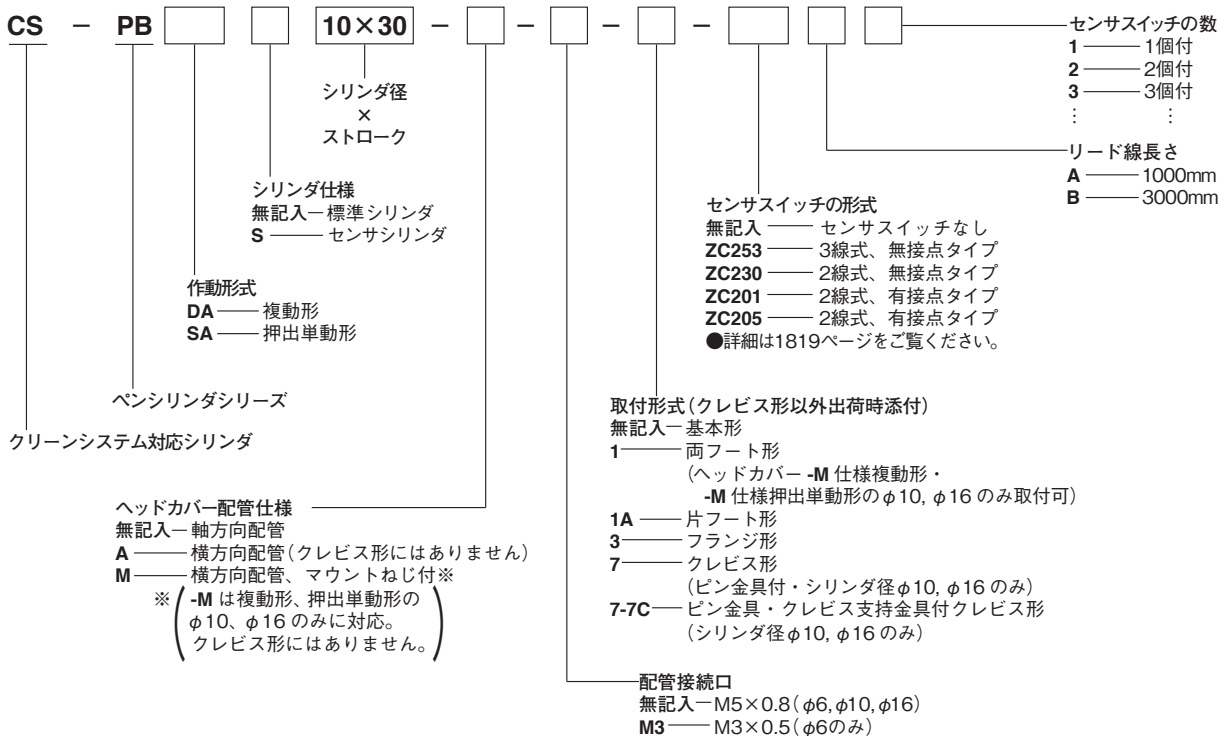 CS － PB 10×30 － － － －
シリンダ径
×
ストローク
センサスイッチの数
1 1個付
2 2個付
3 3個付
⋮ ⋮
リード線長さ
A 1000mm
B 3000mm
シリンダ仕様
無記入 標準シリンダ
S センサシリンダ
センサスイッチの形式
無記入 センサスイッチなし
ZC253 3線式、無接点タイプ
ZC230 2線式、無接点タイプ
ZC201 2線式、有接点タイプ
ZC205 2線式、有接点タイプ
●詳細は1819ページをご覧ください。
作動形式
DA 複動形
SA 押出単動形
ペンシリンダシリーズ
クリーンシステム対応シリンダ
取付形式（クレビス形以外出荷時添付）
無記入 基本形
1 両フート形
（ヘッドカバー -M 仕様複動形・
-M 仕様押出単動形のφ10, φ16 のみ取付可）
1A 片フート形
3 フランジ形
7 クレビス形
（ピン金具付・シリンダ径φ10, φ16 のみ）
7-7C ピン金具・クレビス支持金具付クレビス形
（シリンダ径φ10, φ16 のみ）
ヘッドカバー配管仕様
無記入 軸方向配管
A 横方向配管（クレビス形にはありません）
M 横方向配管、マウントねじ付※
※ -M は複動形、押出単動形の
φ10、φ16 のみに対応。
クレビス形にはありません。
配管接続口
無記入 M5×0.8（φ6,φ10,φ16）
M3 M3×0.5（φ6のみ）